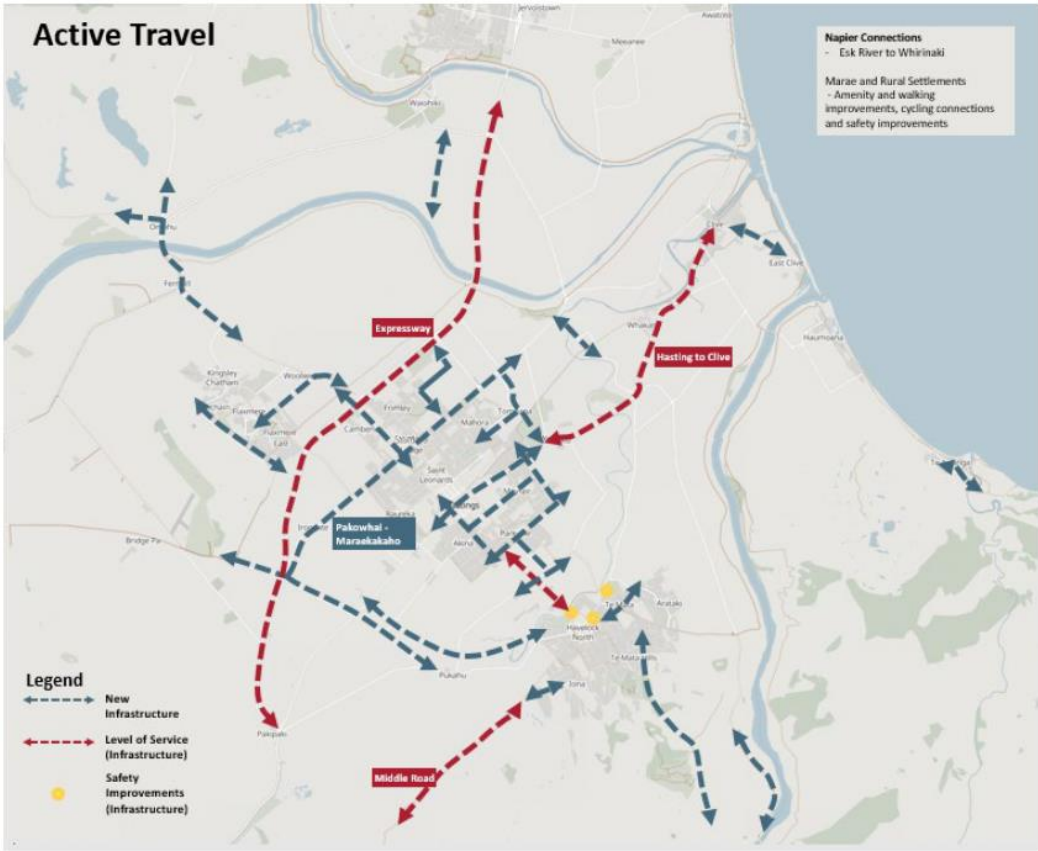 Active Travel
Napier Connections
- Esk River to Whirinaki
Marae and Rural Settlements
- Amenity and walking
improvements, cycling connections
and safety improvements
Jervoistown
Awatoto
Meeanee
Waiohiki
Omahu
Clive
East Clive
Fernhill
Expressway
Whakatu
Haumoana
Hasting to Clive
Kingsley
Chatham
Woolwich
Flaxmere
Frimley
Flaxmere
East
Camberley
Mahora
Tomoana
Saint
Leonards
Raureka
Pakowhai -
Maraekakaho
Bridge Pa
Akina
Te Mata
Arataki
Havelock
North
Te Mata Hills
Pukahu
Iona
Legend
New
Infrastructure
Level of Service
(Infrastructure)
Pakipaki
Safety
Improvements
(Infrastructure)
Middle Road